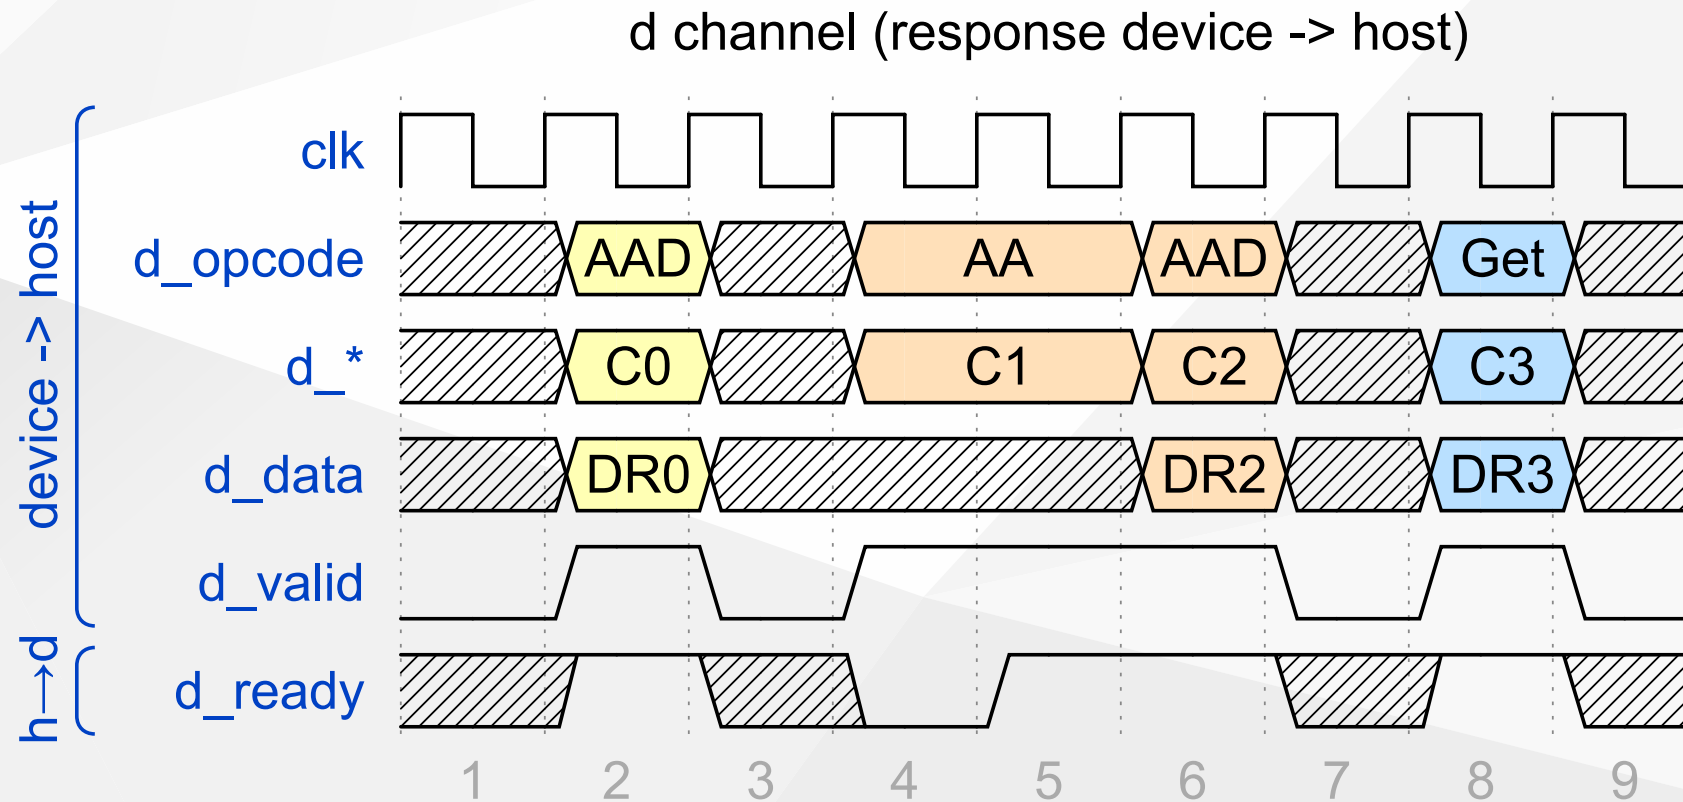 d channel (response device -> host)
device -> host
clk
d_opcode AAD AA AAD Get
d_* C0 C1 C2 C3
d_data DR0 DR2 DR3
d_valid
h→d
d_ready
1 2 3 4 5 6 7 8 9